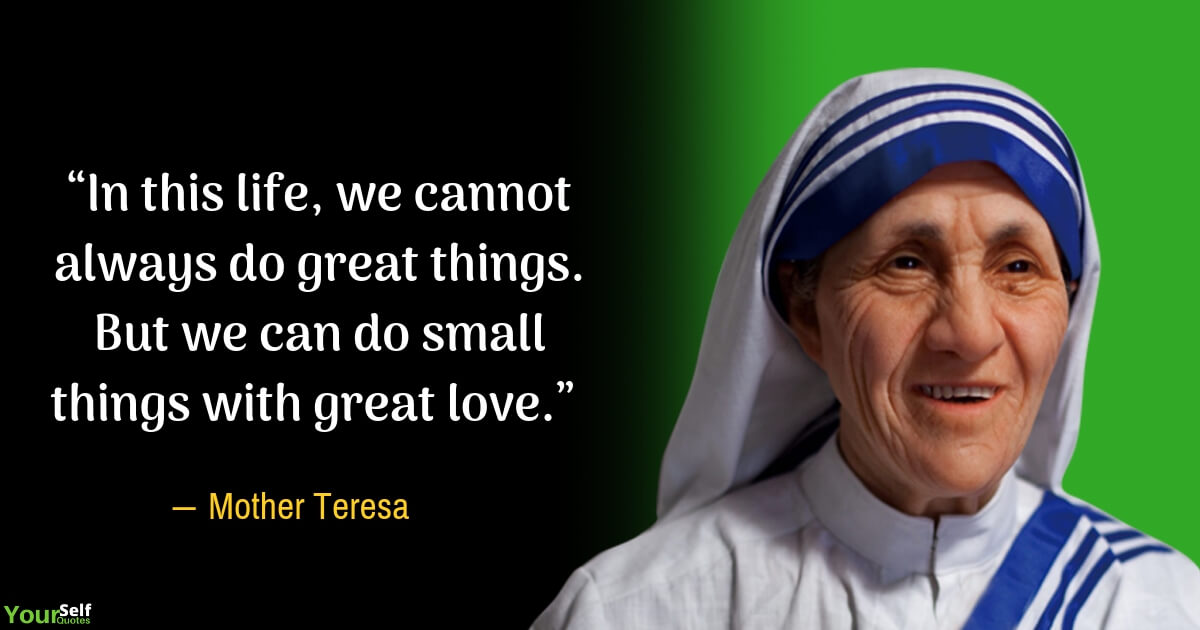 “In this life, we cannot
always do great things.
But we can do small
things with great love.”
— Mother Teresa
YourSelf
Quotes